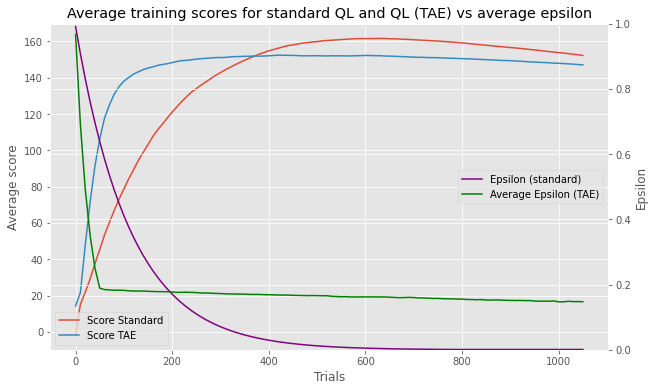 Average training scores for standard QL and QL (TAE) vs average epsilon
160
140
120
100
80
60
40
20
0
Average score
1.0
0.8
0.6
0.4
0.2
0.0
Epsilon
Epsilon (standard)
Average Epsilon (TAE)
Score Standard
Score TAE
0 200 400 600 800 1000
Trials